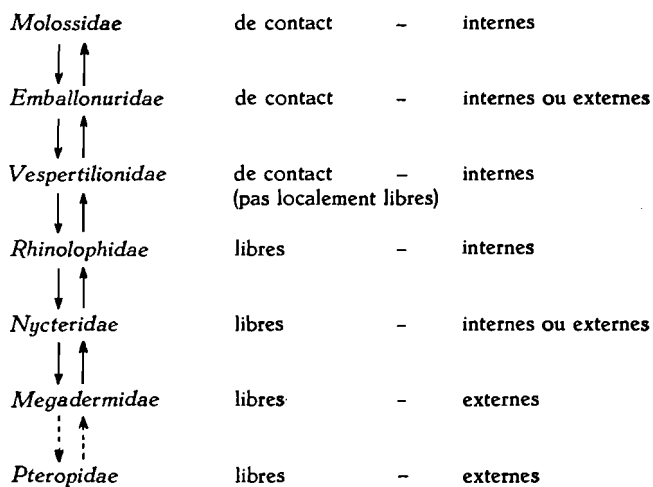 Molossidae de contact – internes
Emballonuridae de contact – internes ou externes
Vespertilionidae de contact – internes
(pas localement libres)
Rhinolophidae libres – internes
Nycteridae libres – internes ou externes
Megadermidae libres – externes
Pteropidae libres – externes